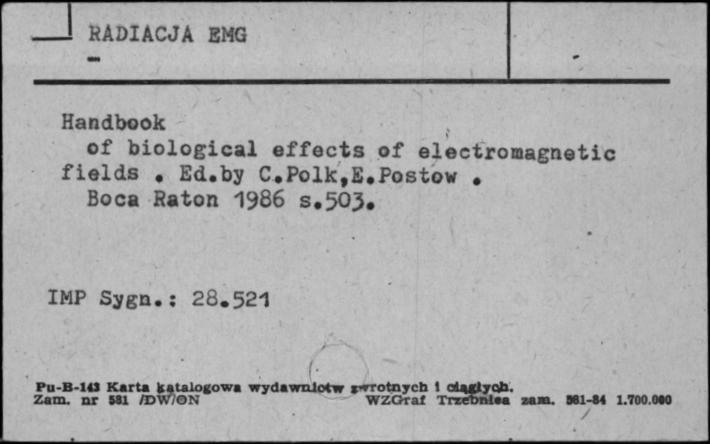 RADIACJA EMG
-
Handbook
of biological effects of electromagnetic
fields . Ed.by C.Polk,E.Postow .
Boca Raton 1986 s.503.
IMP Sygn.: 28.521
Pu-B-143 Karta katalogowa wydawnictw zwrotnych i ciągłych.
Zam. nr 581 /DW/ON WZGraf Trzebnica zam. 581-84 1.700.000